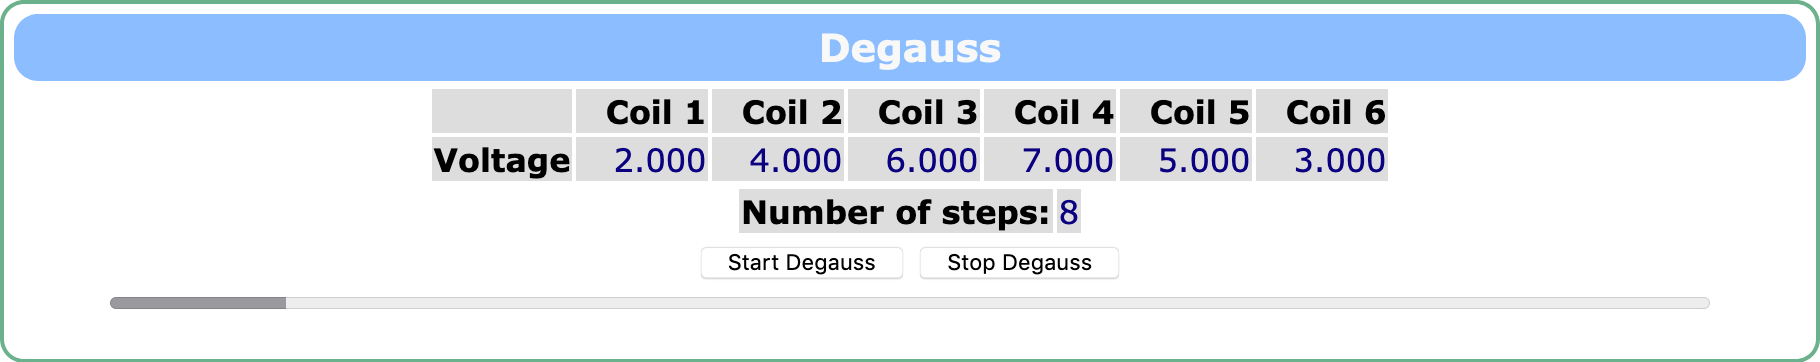 Degauss
Coil 1 Coil 2 Coil 3 Coil 4 Coil 5 Coil 6
Voltage 2.000 4.000 6.000 7.000 5.000 3.000
Number of steps: 8
Start Degauss Stop Degauss